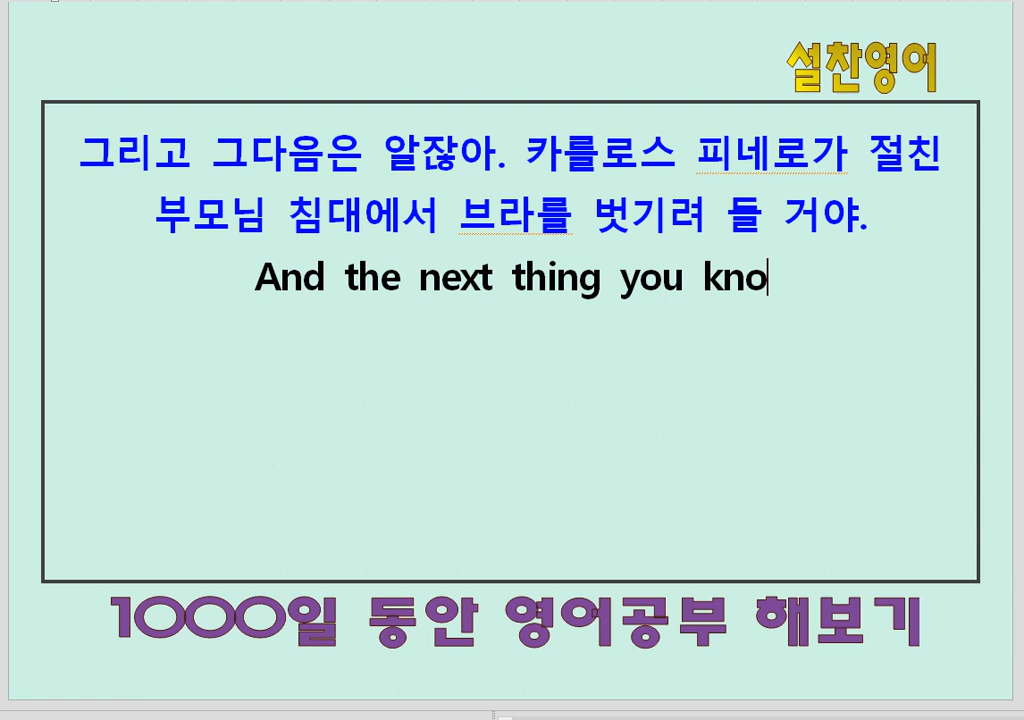 설찬영어
그리고 그다음은 알잖아. 카를로스 피네로가 절친
부모님 침대에서 브라를 벗기려 들 거야.
And the next thing you kno
1000일 동안 영어공부 해보기